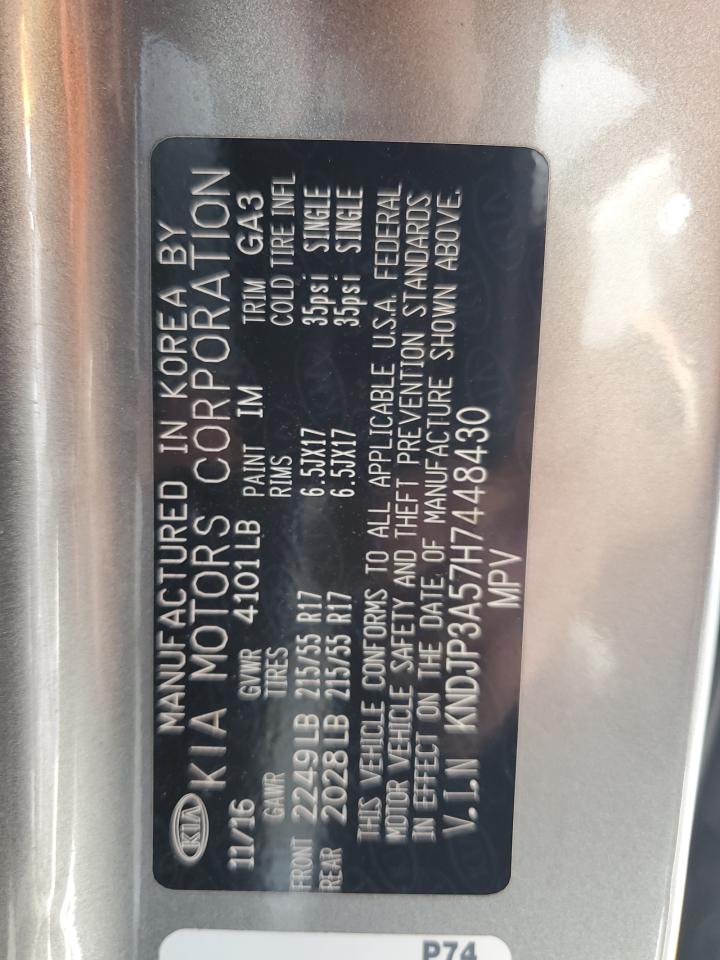 KIA MANUFACTURED IN KOREA BY
KIA MOTORS CORPORATION
11/16 GVWR 4101LB PAINT IM TRIM GA3
GAWR TIRES RIMS COLD TIRE INFL
FRONT 2249LB 215/55 R17 6.5JX17 35psi SINGLE
REAR 2028LB 215/55 R17 6.5JX17 35psi SINGLE
THIS VEHICLE CONFORMS TO ALL APPLICABLE U.S.A. FEDERAL
MOTOR VEHICLE SAFETY AND THEFT PREVENTION STANDARDS
IN EFFECT ON THE DATE OF MANUFACTURE SHOWN ABOVE.
V.I.N KNDJP3A57H7448430
MPV
P74